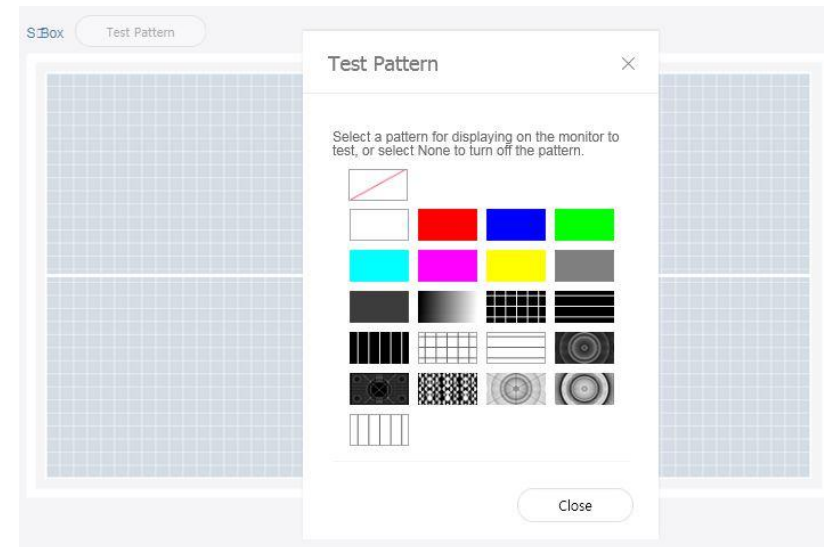 S-Box
Test Pattern
Test Pattern
Select a pattern for displaying on the monitor to
test, or select None to turn off the pattern.
Close